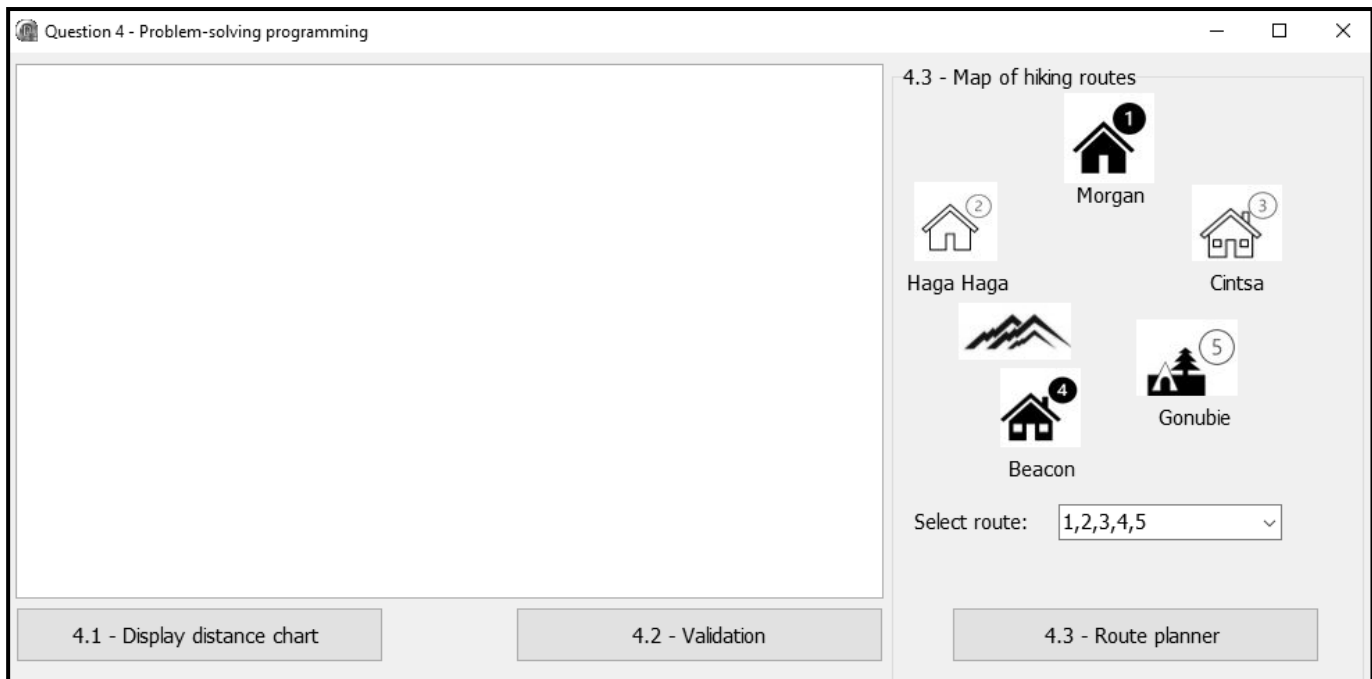 Question 4 - Problem-solving programming
4.3 - Map of hiking routes
1
Morgan
2
Haga Haga
3
Cintsa
5
Gonubie
4
Beacon
Select route: 1,2,3,4,5
4.1 - Display distance chart
4.2 - Validation
4.3 - Route planner